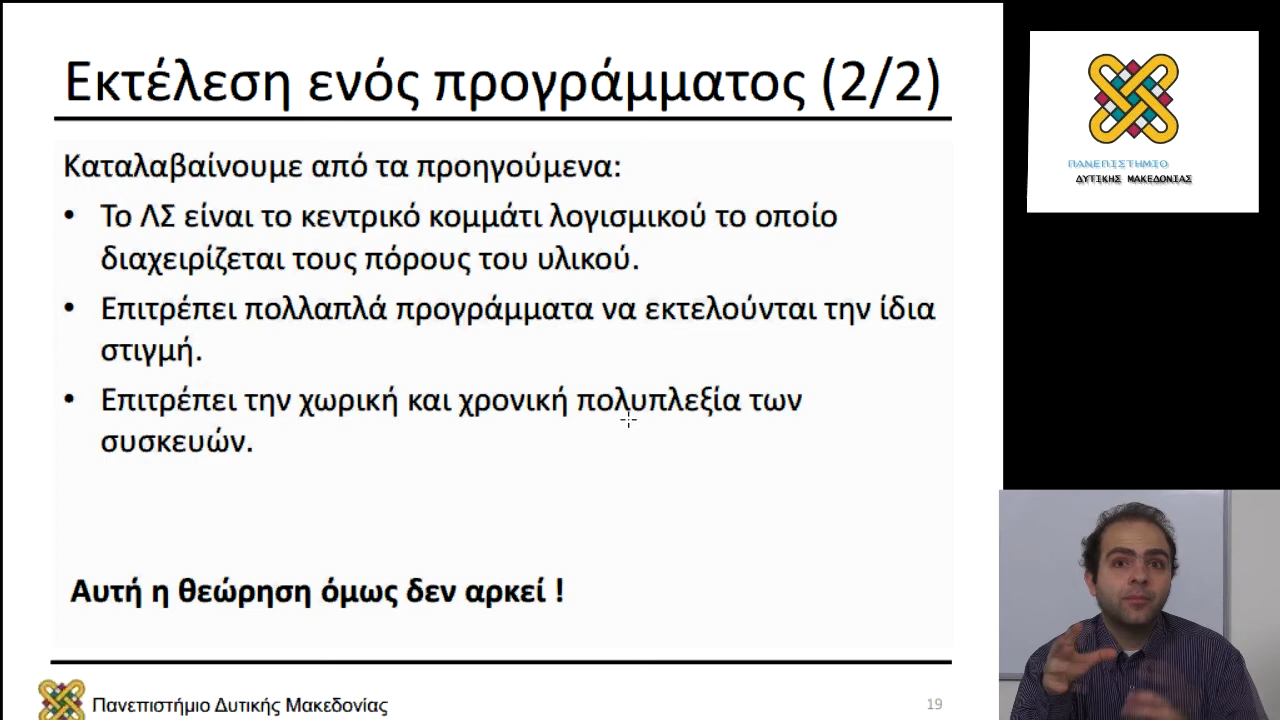 Εκτέλεση ενός προγράμματος (2/2)
Καταλαβαίνουμε από τα προηγούμενα:
• Το ΛΣ είναι το κεντρικό κομμάτι λογισμικού το οποίο
διαχειρίζεται τους πόρους του υλικού.
• Επιτρέπει πολλαπλά προγράμματα να εκτελούνται την ίδια
στιγμή.
• Επιτρέπει την χωρική και χρονική πολυπλεξία των
συσκευών.
Αυτή η θεώρηση όμως δεν αρκεί !
Πανεπιστήμιο Δυτικής Μακεδονίας
19
ΠΑΝΕΠΙΣΤΗΜΙΟ
ΔΥΤΙΚΗΣ ΜΑΚΕΔΟΝΙΑΣ